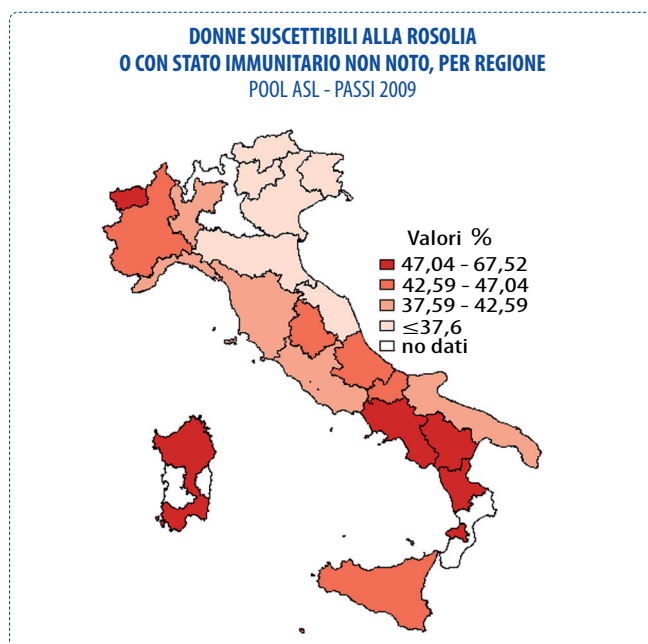 DONNE SUSCETTIBILI ALLA ROSOLIA
O CON STATO IMMUNITARIO NON NOTO, PER REGIONE
POOL ASL - PASSI 2009
Valori %
47,04 - 67,52
42,59 - 47,04
37,59 - 42,59
≤37,6
no dati